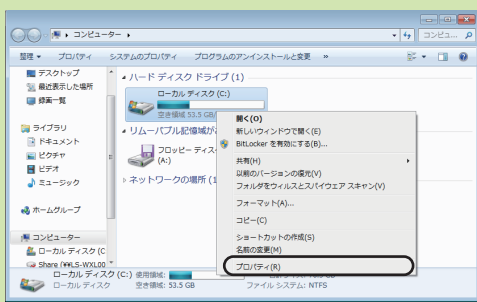 コンピューター
コンピュ...
整理
プロパティ
システムのプロパティ
プログラムのアンインストールと変更
»
デスクトップ
最近表示した場所
録画一覧
ライブラリ
ドキュメント
ピクチャ
ビデオ
ミュージック
ホームグループ
コンピューター
ローカル ディスク (C
Share (¥¥LS-WXL00
ハード ディスク ドライブ (1)
ローカル ディスク (C:)
空き領域 53.5 GB/
リムーバブル記憶域が
フロッピー ディス
(A:)
ネットワークの場所 (1
開く(O)
新しいウィンドウで開く(E)
BitLocker を有効にする(B)...
共有(H)
以前のバージョンの復元(V)
フォルダをウィルスとスパイウェア スキャン(V)
フォーマット(A)...
コピー(C)
ショートカットの作成(S)
名前の変更(M)
プロパティ(R)
ローカル ディスク (C:) 使用領域:
ローカル ディスク 空き領域: 53.5 GB ファイル システム: NTFS